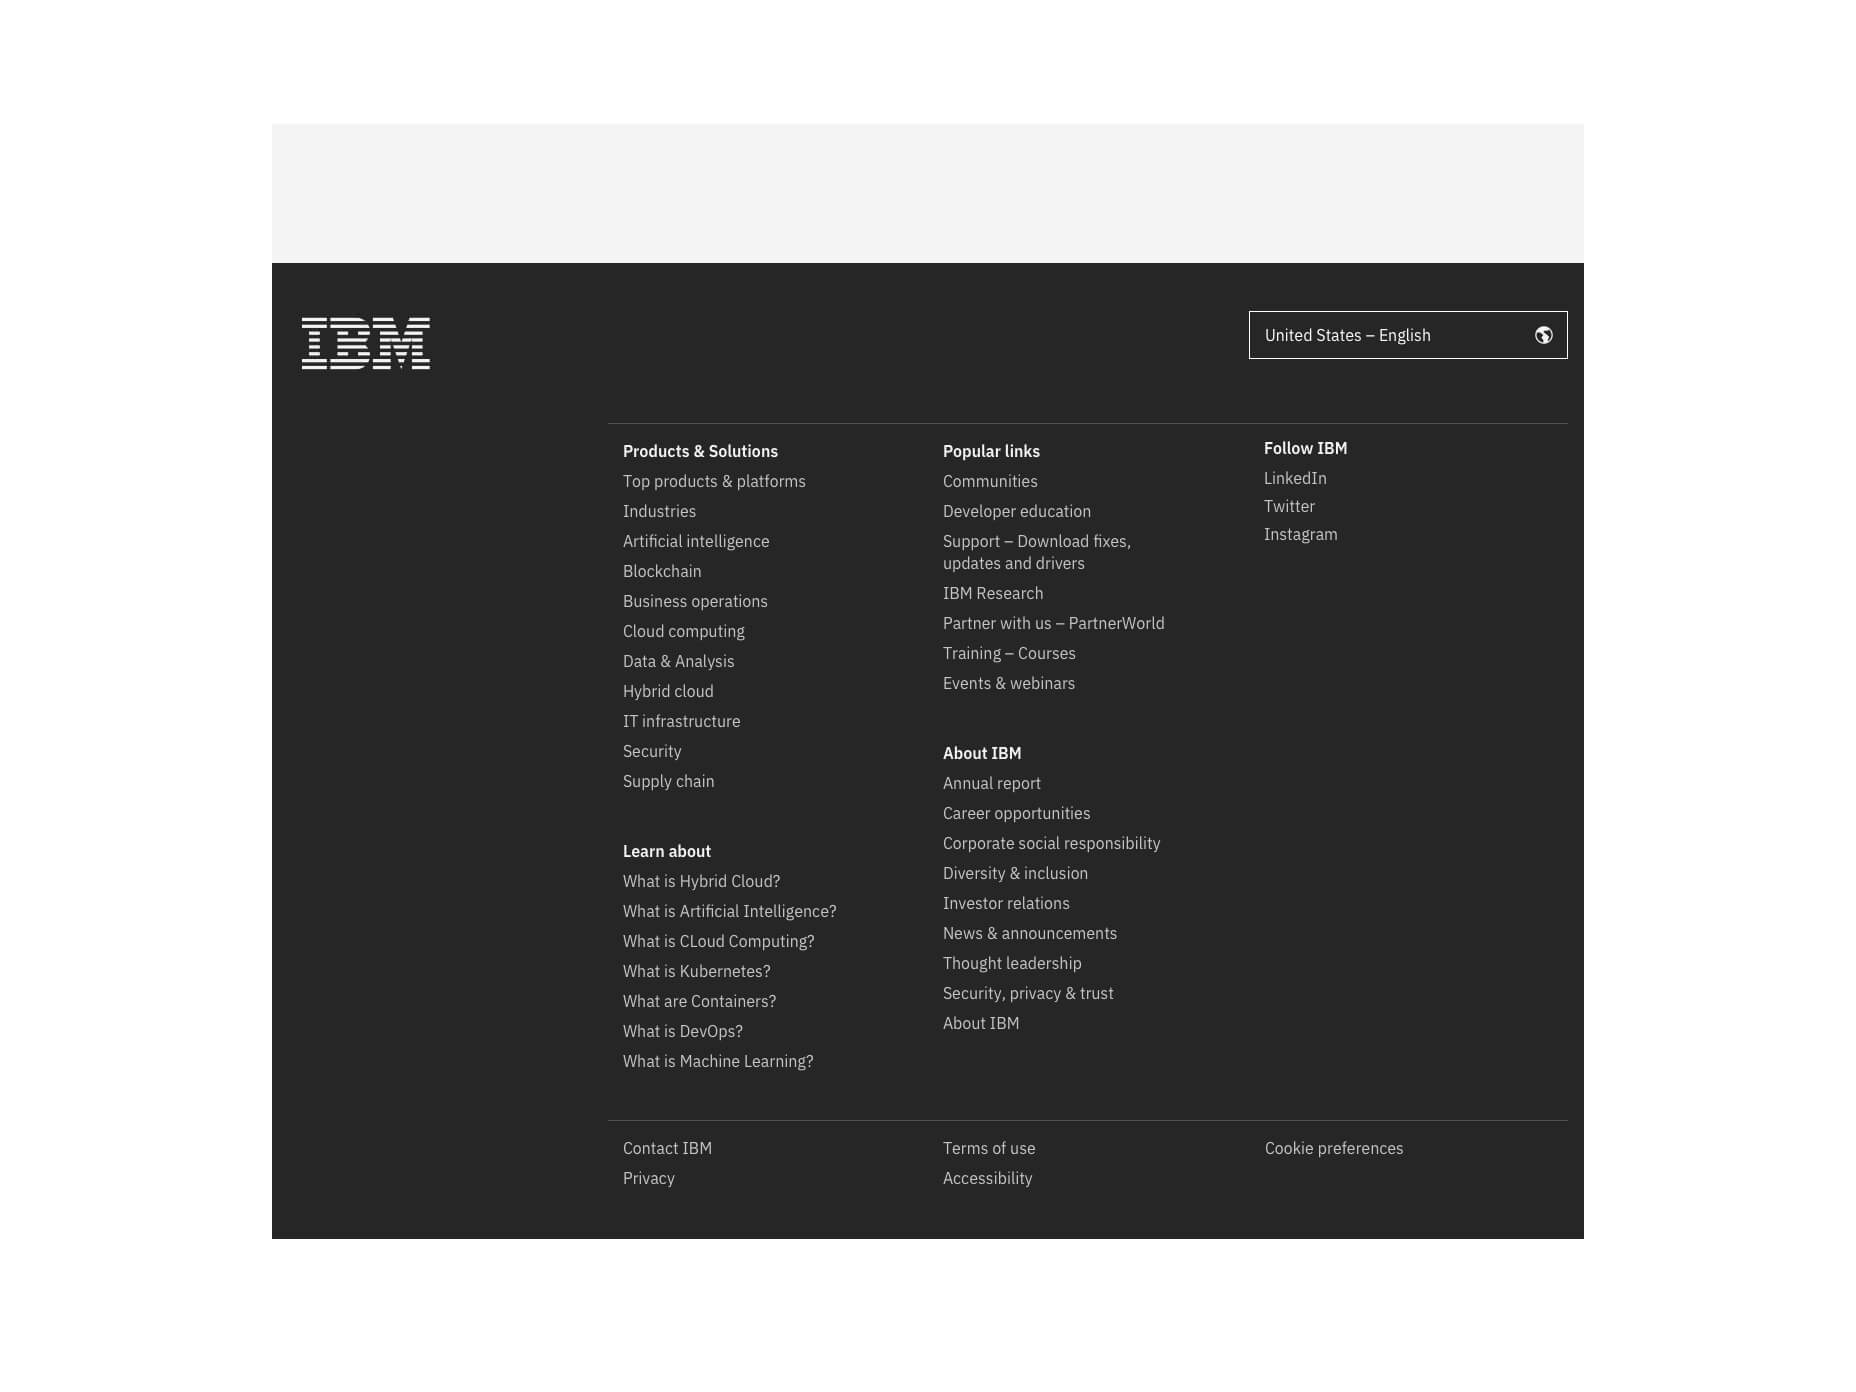 IBM
United States – English
Products & Solutions
Top products & platforms
Industries
Artificial intelligence
Blockchain
Business operations
Cloud computing
Data & Analysis
Hybrid cloud
IT infrastructure
Security
Supply chain
Learn about
What is Hybrid Cloud?
What is Artificial Intelligence?
What is CLoud Computing?
What is Kubernetes?
What are Containers?
What is DevOps?
What is Machine Learning?
Popular links
Communities
Developer education
Support – Download fixes,
updates and drivers
IBM Research
Partner with us – PartnerWorld
Training – Courses
Events & webinars
About IBM
Annual report
Career opportunities
Corporate social responsibility
Diversity & inclusion
Investor relations
News & announcements
Thought leadership
Security, privacy & trust
About IBM
Follow IBM
LinkedIn
Twitter
Instagram
Contact IBM
Privacy
Terms of use
Accessibility
Cookie preferences